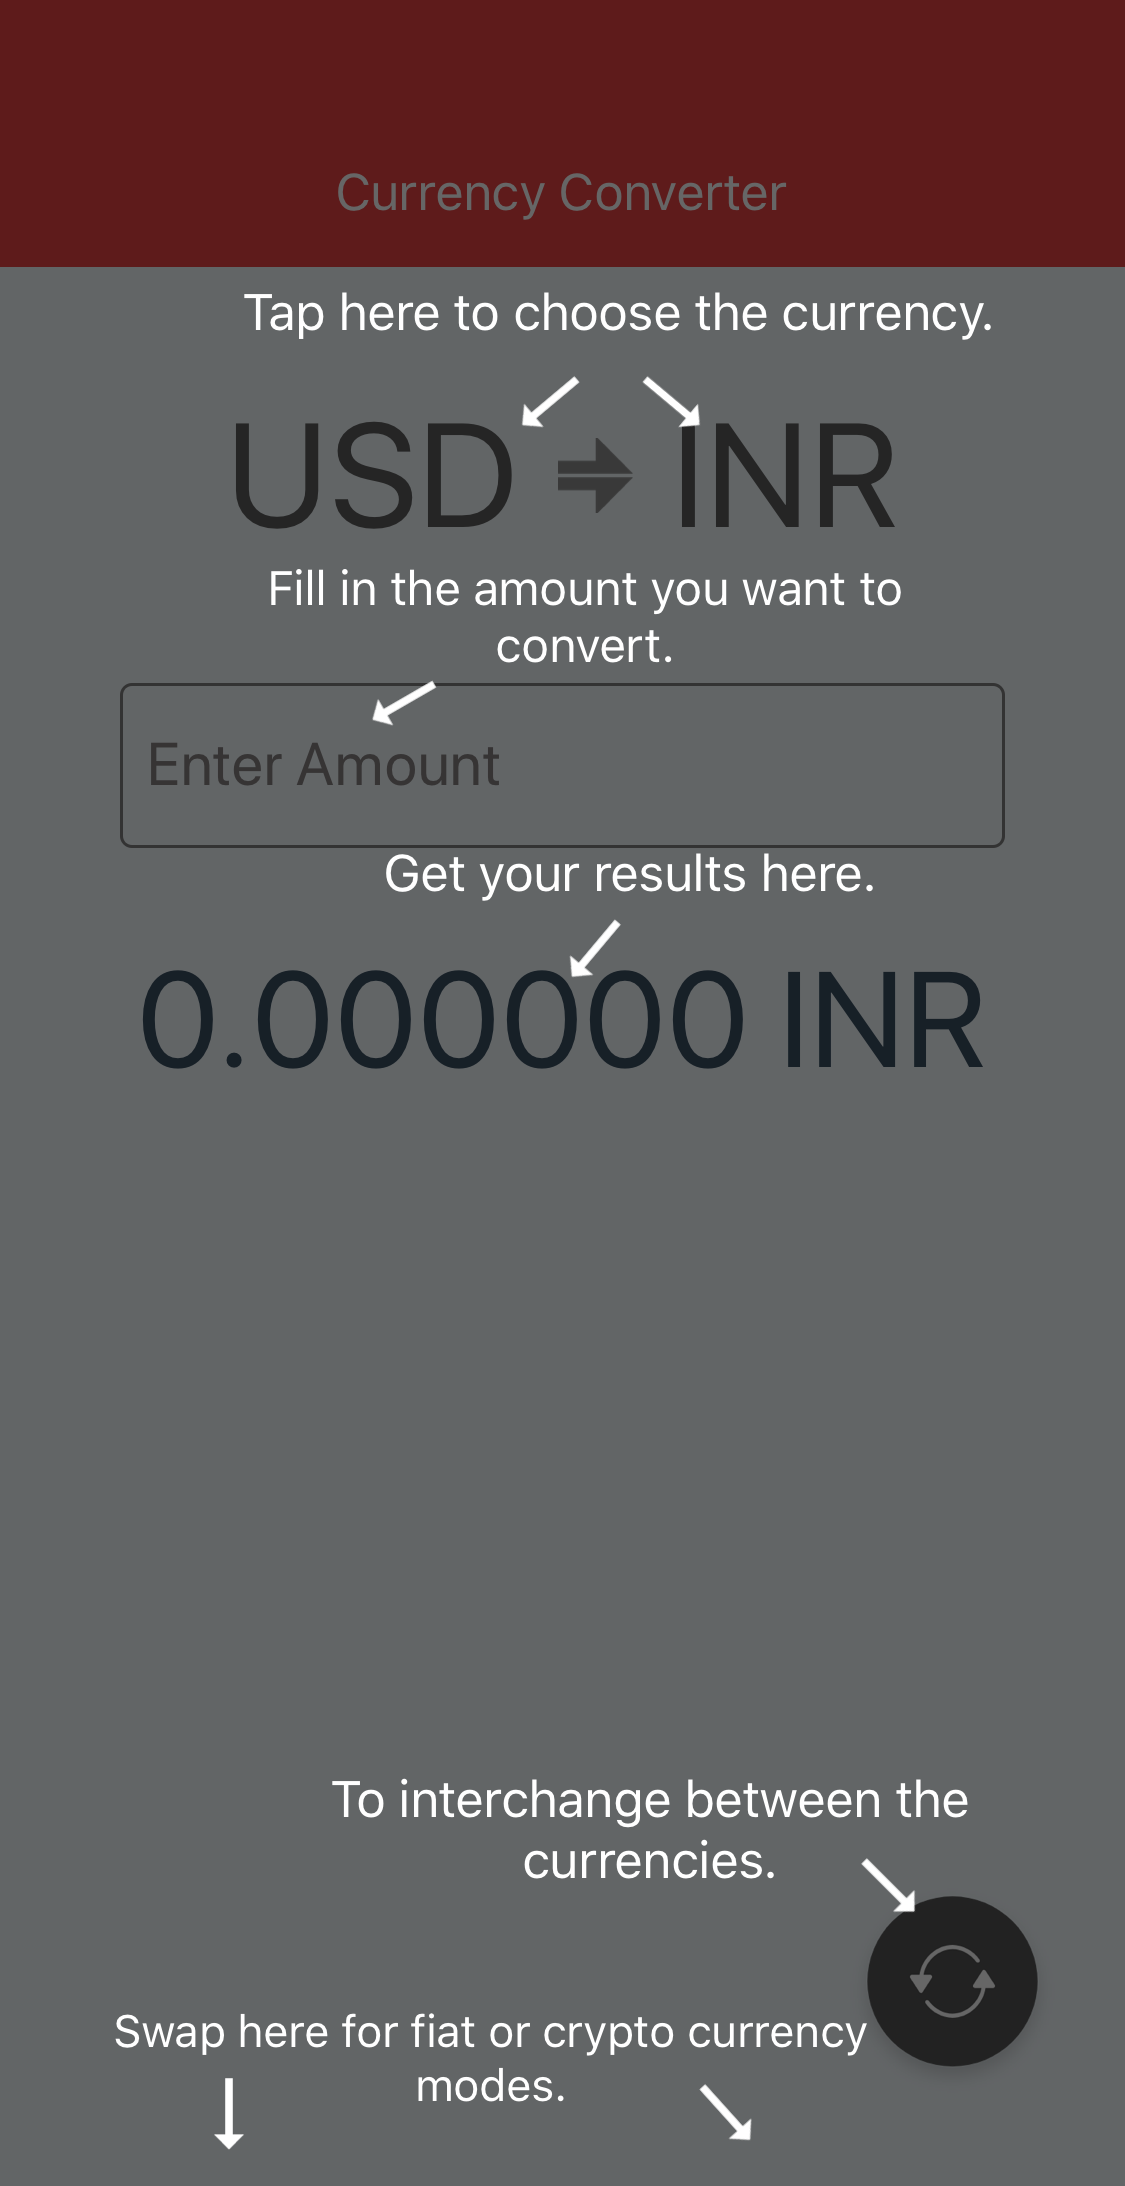 Currency Converter
Tap here to choose the currency.
USD INR
Fill in the amount you want to
convert.
Enter Amount
Get your results here.
0.000000 INR
To interchange between the
currencies.
Swap here for fiat or crypto currency
modes.